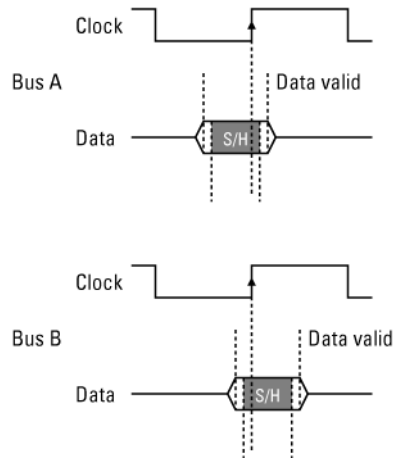 Clock
Bus A
Data valid
Data
S/H
Clock
Bus B
Data valid
Data
S/H